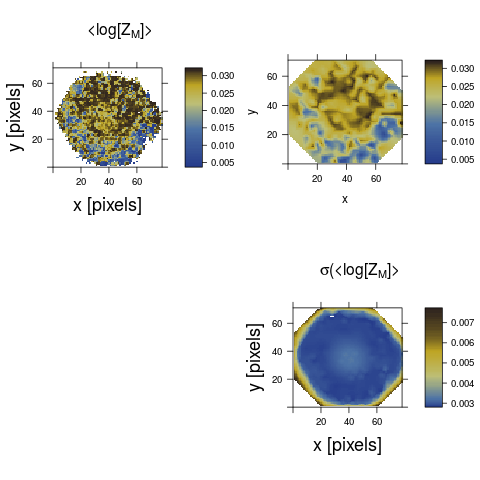 <log[Z_M]>
y [pixels]
60
40
20
20 40 60
x [pixels]
0.030
0.025
0.020
0.015
0.010
0.005
y
60
40
20
20 40 60
x
0.030
0.025
0.020
0.015
0.010
0.005
σ(<log[Z_M]>
y [pixels]
60
40
20
20 40 60
x [pixels]
0.007
0.006
0.005
0.004
0.003